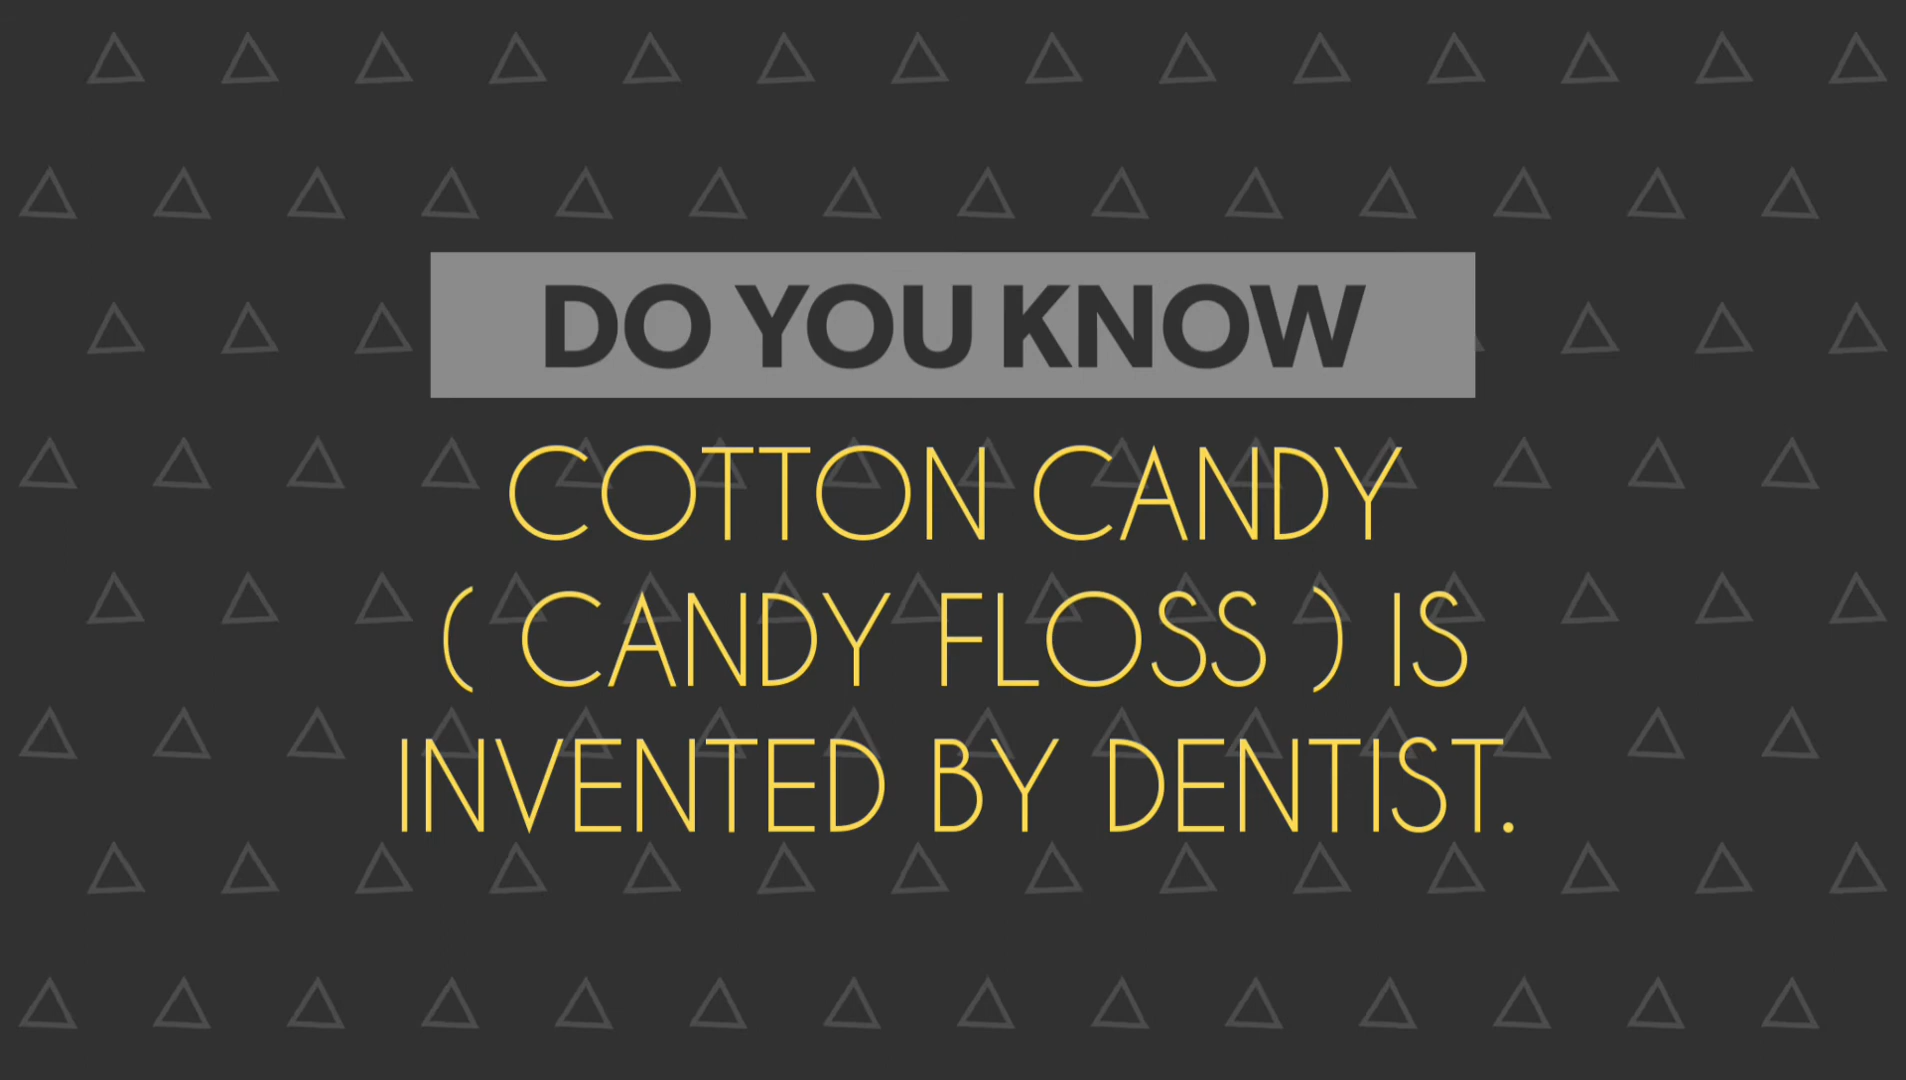 DO YOU KNOW
COTTON CANDY
( CANDY FLOSS ) IS
INVENTED BY DENTIST.